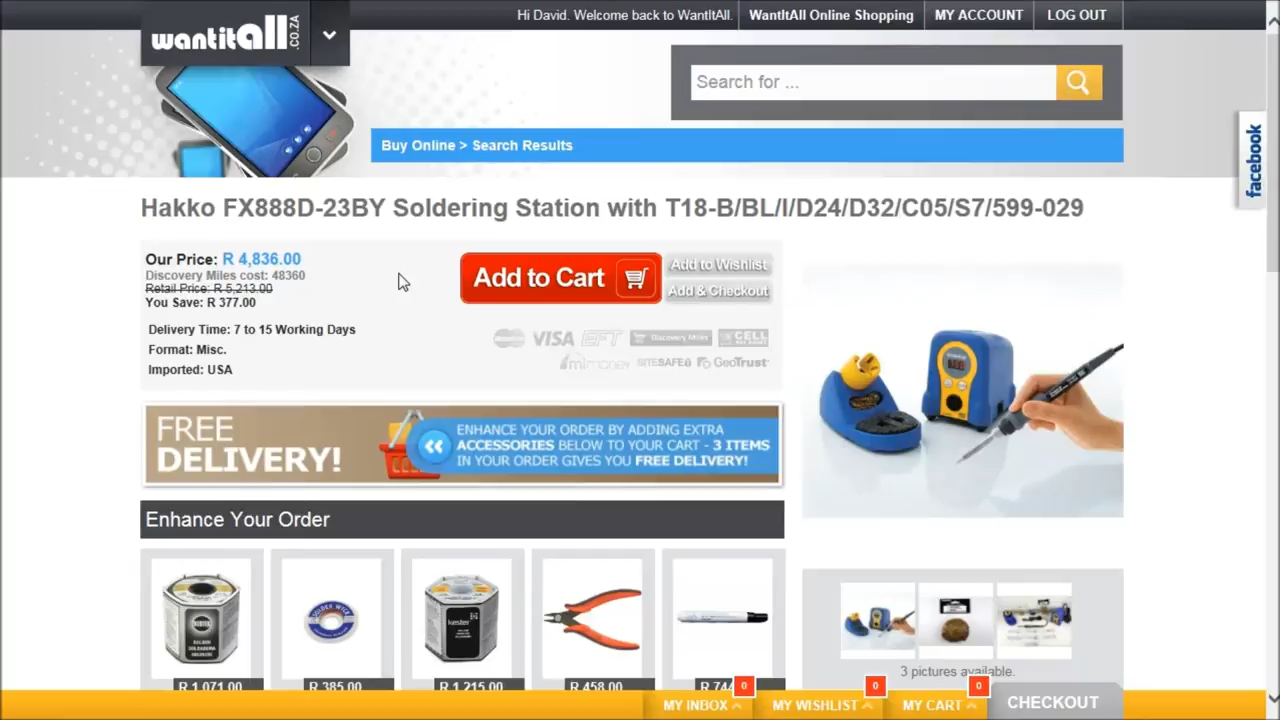 Hi David. Welcome back to WantItAll.
WantItAll Online Shopping
MY ACCOUNT
LOG OUT
wantitall.co.za
Search for ...
facebook
Buy Online > Search Results
Hakko FX888D-23BY Soldering Station with T18-B/BL/I/D24/D32/C05/S7/599-029
Our Price: R 4,836.00
Discovery Miles cost: 48360
Retail Price: R 5,213.00
You Save: R 377.00
Add to Cart
Add to Wishlist
Add & Checkout
Delivery Time: 7 to 15 Working Days
Format: Misc.
Imported: USA
VISA EFT Discovery Miles CELL
mimoney SITESAFE GeoTrust
FREE
DELIVERY!
ENHANCE YOUR ORDER BY ADDING EXTRA
ACCESSORIES BELOW TO YOUR CART - 3 ITEMS
IN YOUR ORDER GIVES YOU FREE DELIVERY!
Enhance Your Order
SOLDER WICK
kester
R 1,071.00
R 385.00
R 1,215.00
R 458.00
R 744
3 pictures available.
MY INBOX
0
MY WISHLIST
0
MY CART
0
CHECKOUT